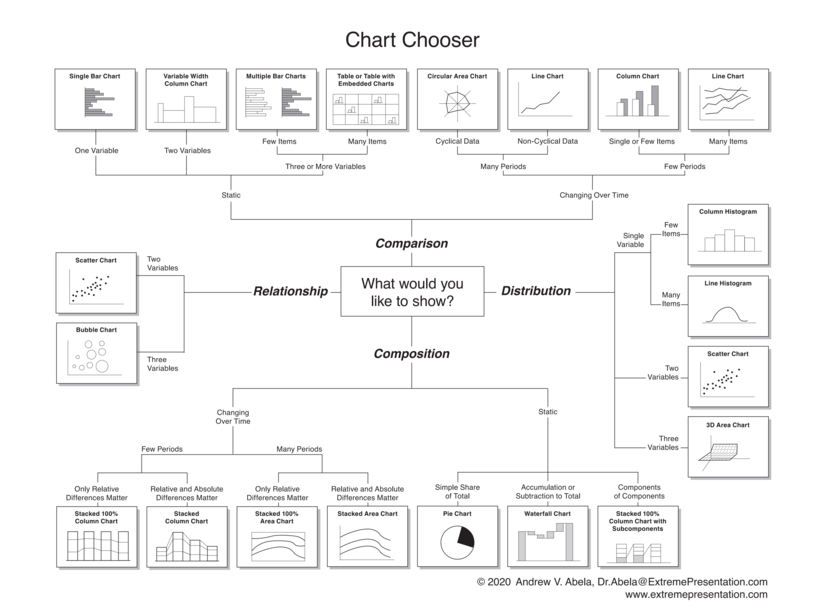 Chart Chooser
Single Bar Chart
Variable Width
Column Chart
Multiple Bar Charts
Table or Table with
Embedded Charts
Circular Area Chart
Line Chart
Column Chart
Line Chart
One Variable
Two Variables
Few Items
Many Items
Cyclical Data
Non-Cyclical Data
Single or Few Items
Many Items
Three or More Variables
Many Periods
Few Periods
Static
Changing Over Time
Comparison
Relationship
What would you
like to show?
Distribution
Composition
Two
Variables
Scatter Chart
Three
Variables
Bubble Chart
Single
Variable
Few
Items
Column Histogram
Many
Items
Line Histogram
Two
Variables
Scatter Chart
Three
Variables
3D Area Chart
Changing
Over Time
Static
Few Periods
Many Periods
Only Relative
Differences Matter
Relative and Absolute
Differences Matter
Only Relative
Differences Matter
Relative and Absolute
Differences Matter
Simple Share
of Total
Accumulation or
Subtraction to Total
Components
of Components
Stacked 100%
Column Chart
Stacked
Column Chart
Stacked 100%
Area Chart
Stacked Area Chart
Pie Chart
Waterfall Chart
Stacked 100%
Column Chart with
Subcomponents
© 2020 Andrew V. Abela, Dr.Abela@ExtremePresentation.com
www.extremepresentation.com